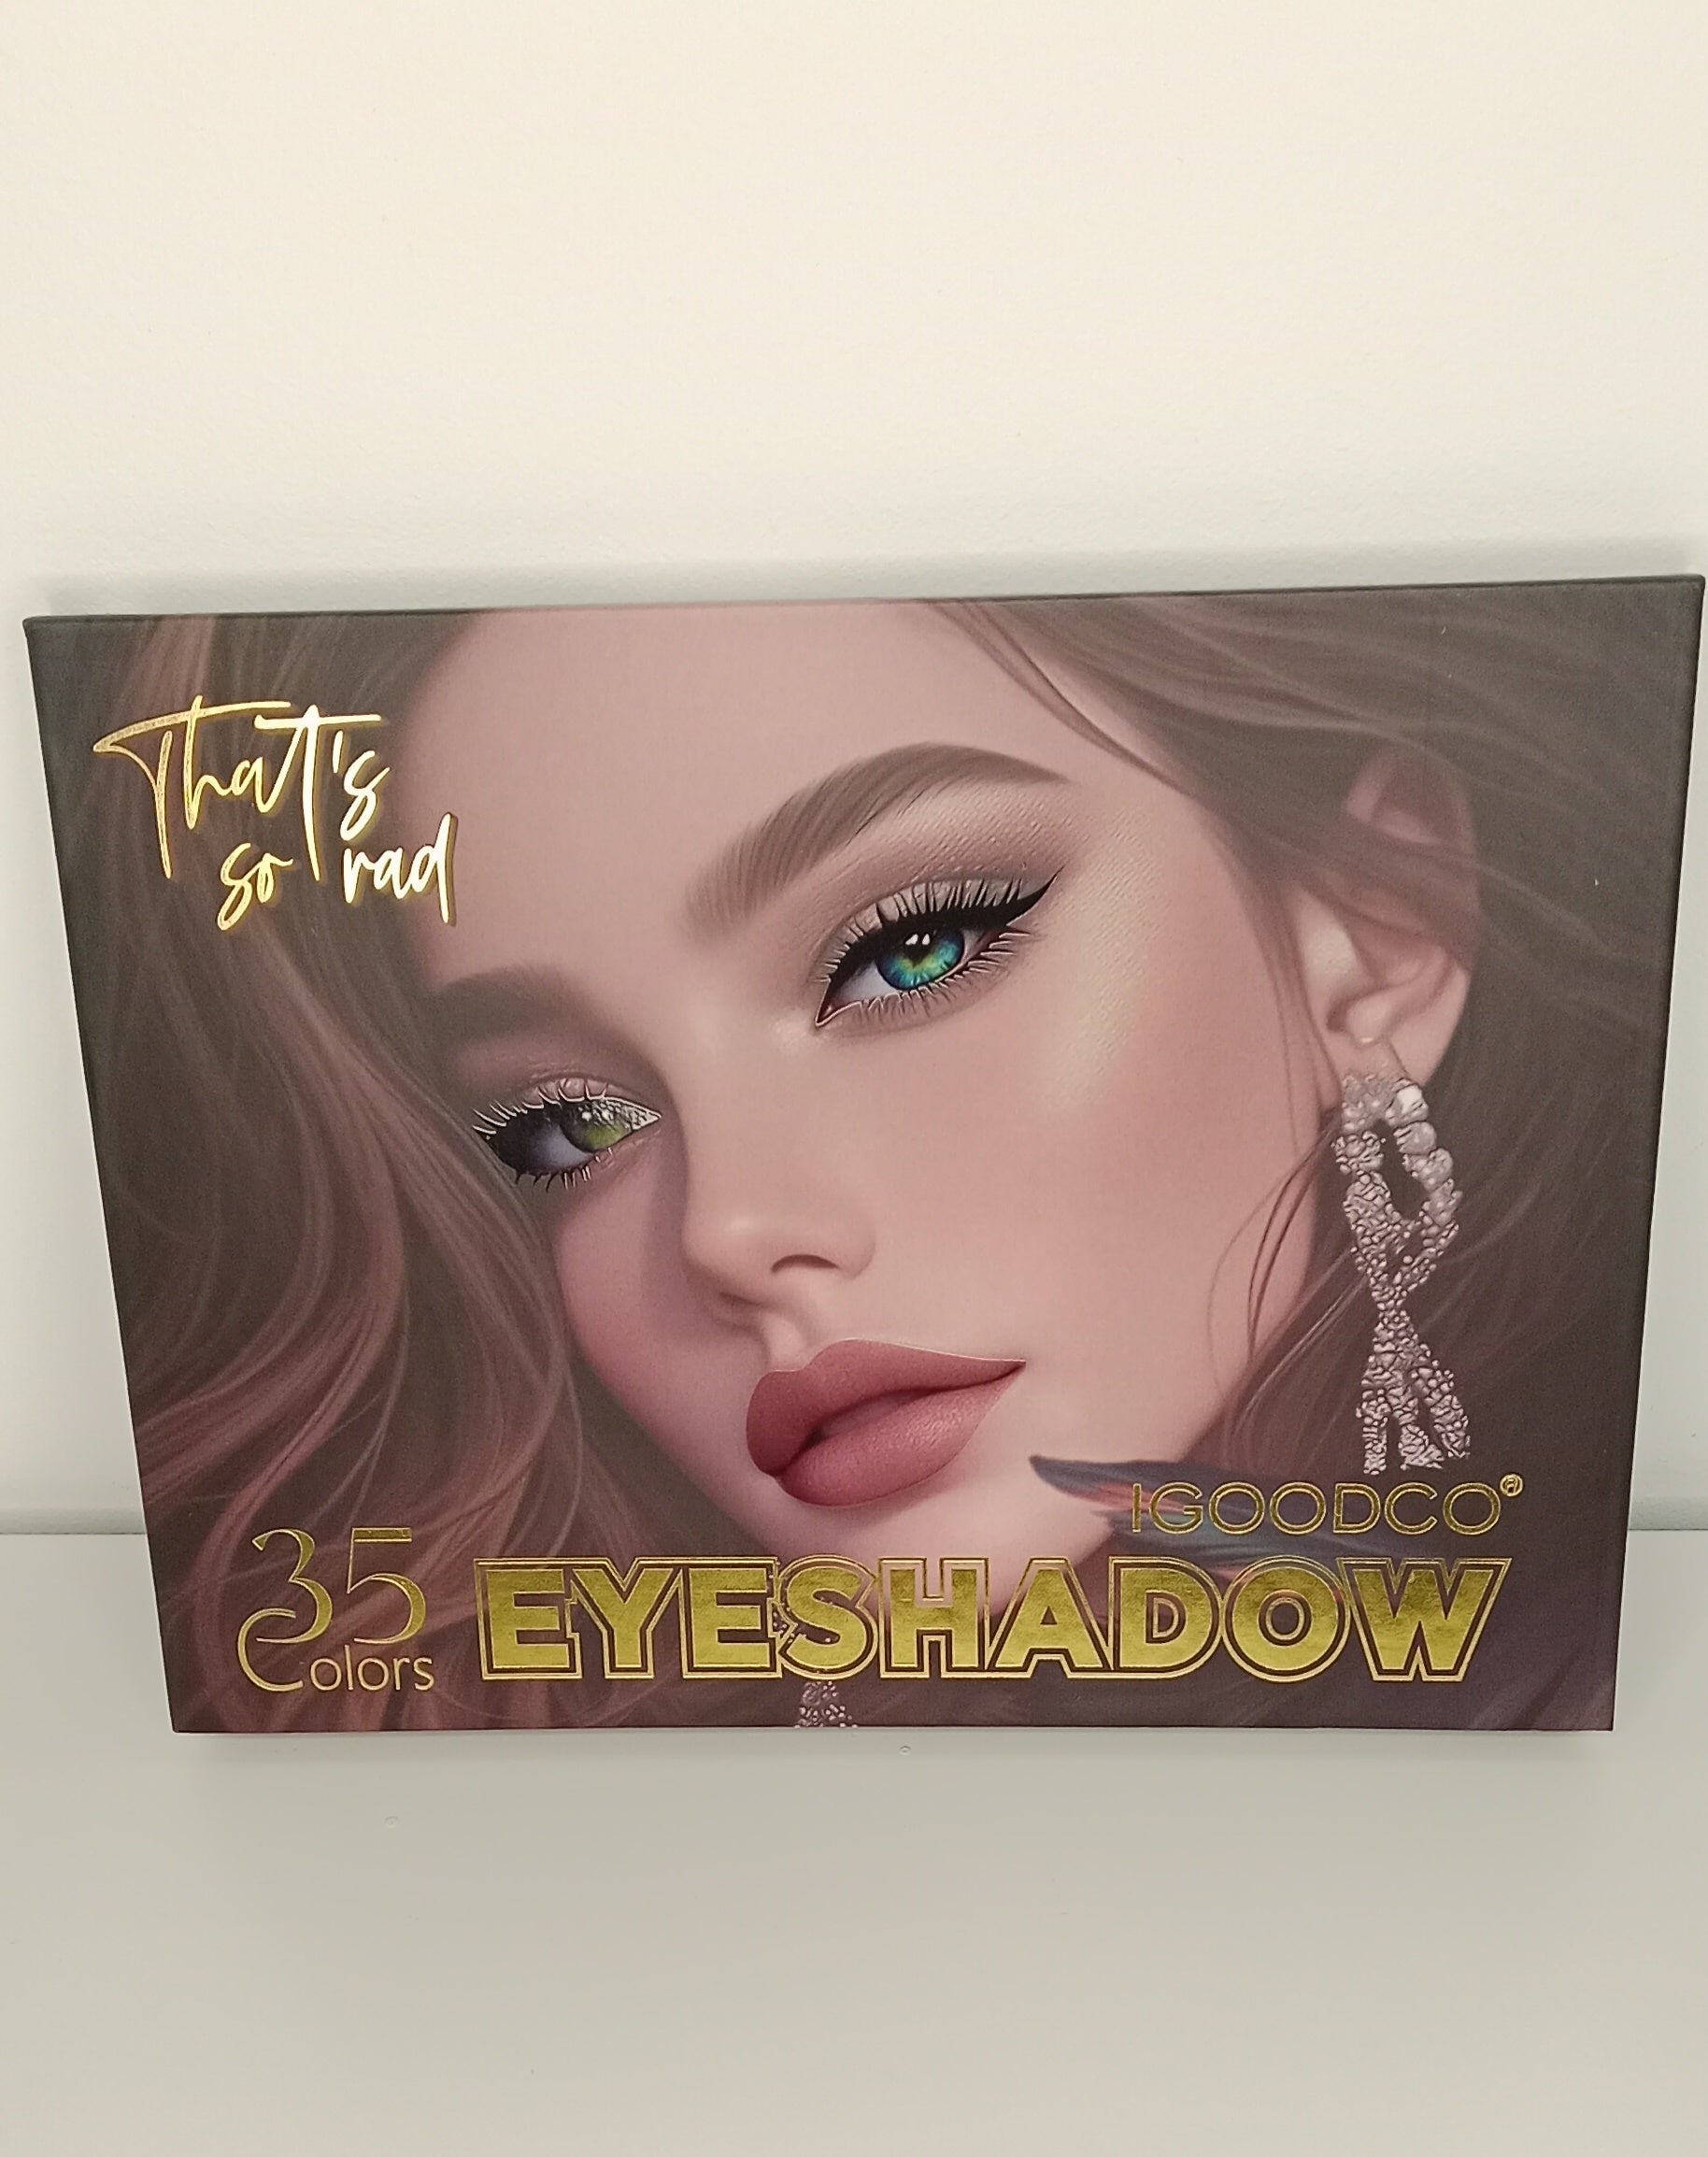 That's
so rad
IGOODCO®
35
Colors
EYESHADOW